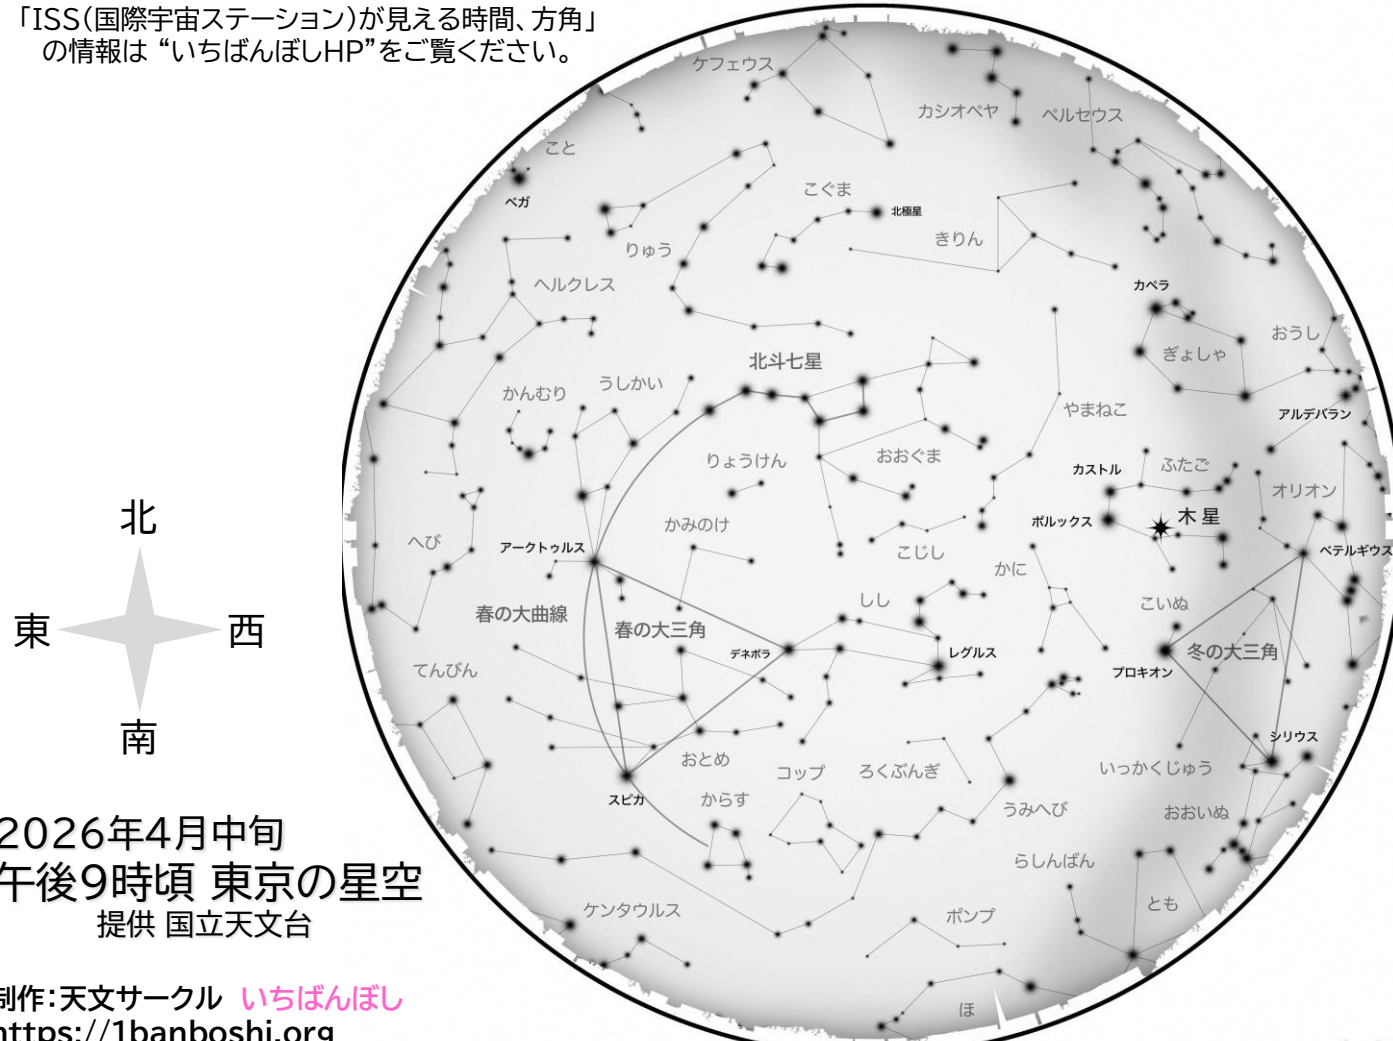 「ISS(国際宇宙ステーション)が見える時間、方角」
の情報は “いちばんぼしHP”をご覧ください。
ケフェウス
カシオペヤ
ペルセウス
こと
ベガ
こぐま
北極星
きりん
りゅう
ヘルクレス
カペラ
おうし
ぎょしゃ
北斗七星
かんむり
うしかい
やまねこ
アルデバラン
りょうけん
おおぐま
カストル
ふたご
オリオン
ポルックス
木星
かみのけ
へび
アークトゥルス
こじし
かに
ベテルギウス
北
東
西
南
春の大曲線
春の大三角
しし
こいぬ
デネボラ
レグルス
プロキオン
冬の大三角
てんびん
シリウス
おとめ
コップ
ろくぶんぎ
いっかくじゅう
スピカ
からす
うみへび
おおいぬ
らしんばん
とも
ケンタウルス
ポンプ
ほ
2026年4月中旬
午後9時頃 東京の星空
提供 国立天文台
制作:天文サークル いちばんぼし
https://1banboshi.org